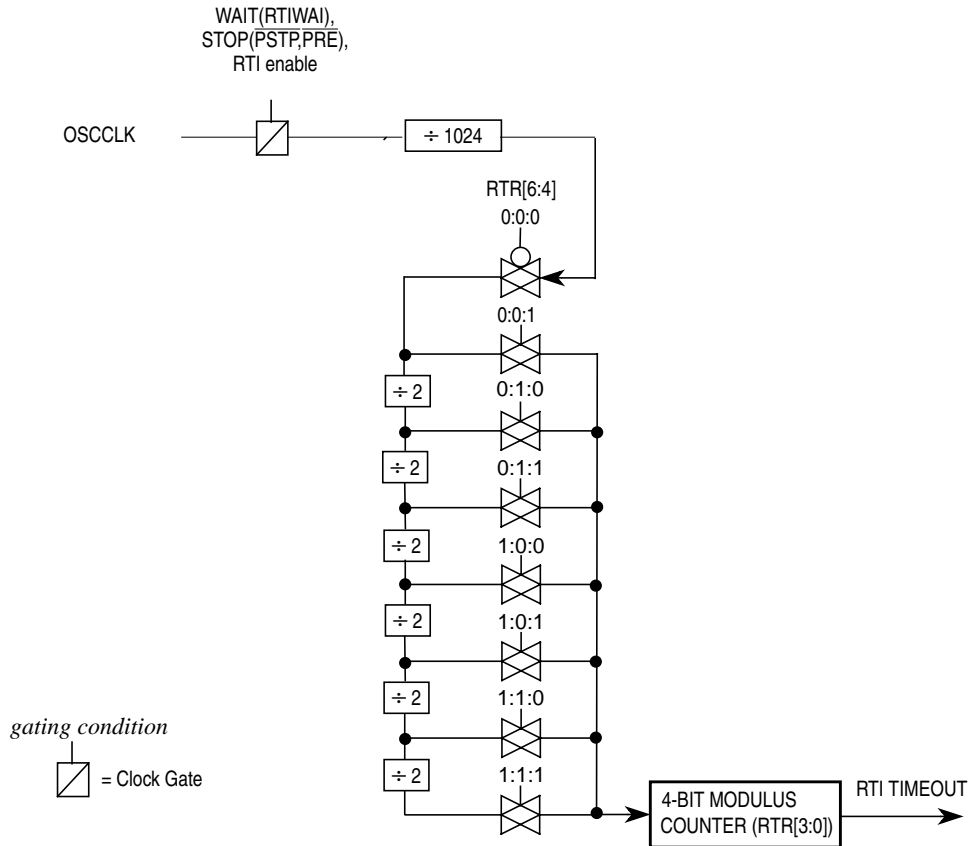 WAIT(RTIWAI),
STOP(PSTP,PRE),
RTI enable
OSCCLK
÷ 1024
RTR[6:4]
0:0:0
0:0:1
÷ 2
0:1:0
÷ 2
0:1:1
÷ 2
1:0:0
÷ 2
1:0:1
÷ 2
1:1:0
÷ 2
1:1:1
gating condition
= Clock Gate
4-BIT MODULUS
COUNTER (RTR[3:0])
RTI TIMEOUT